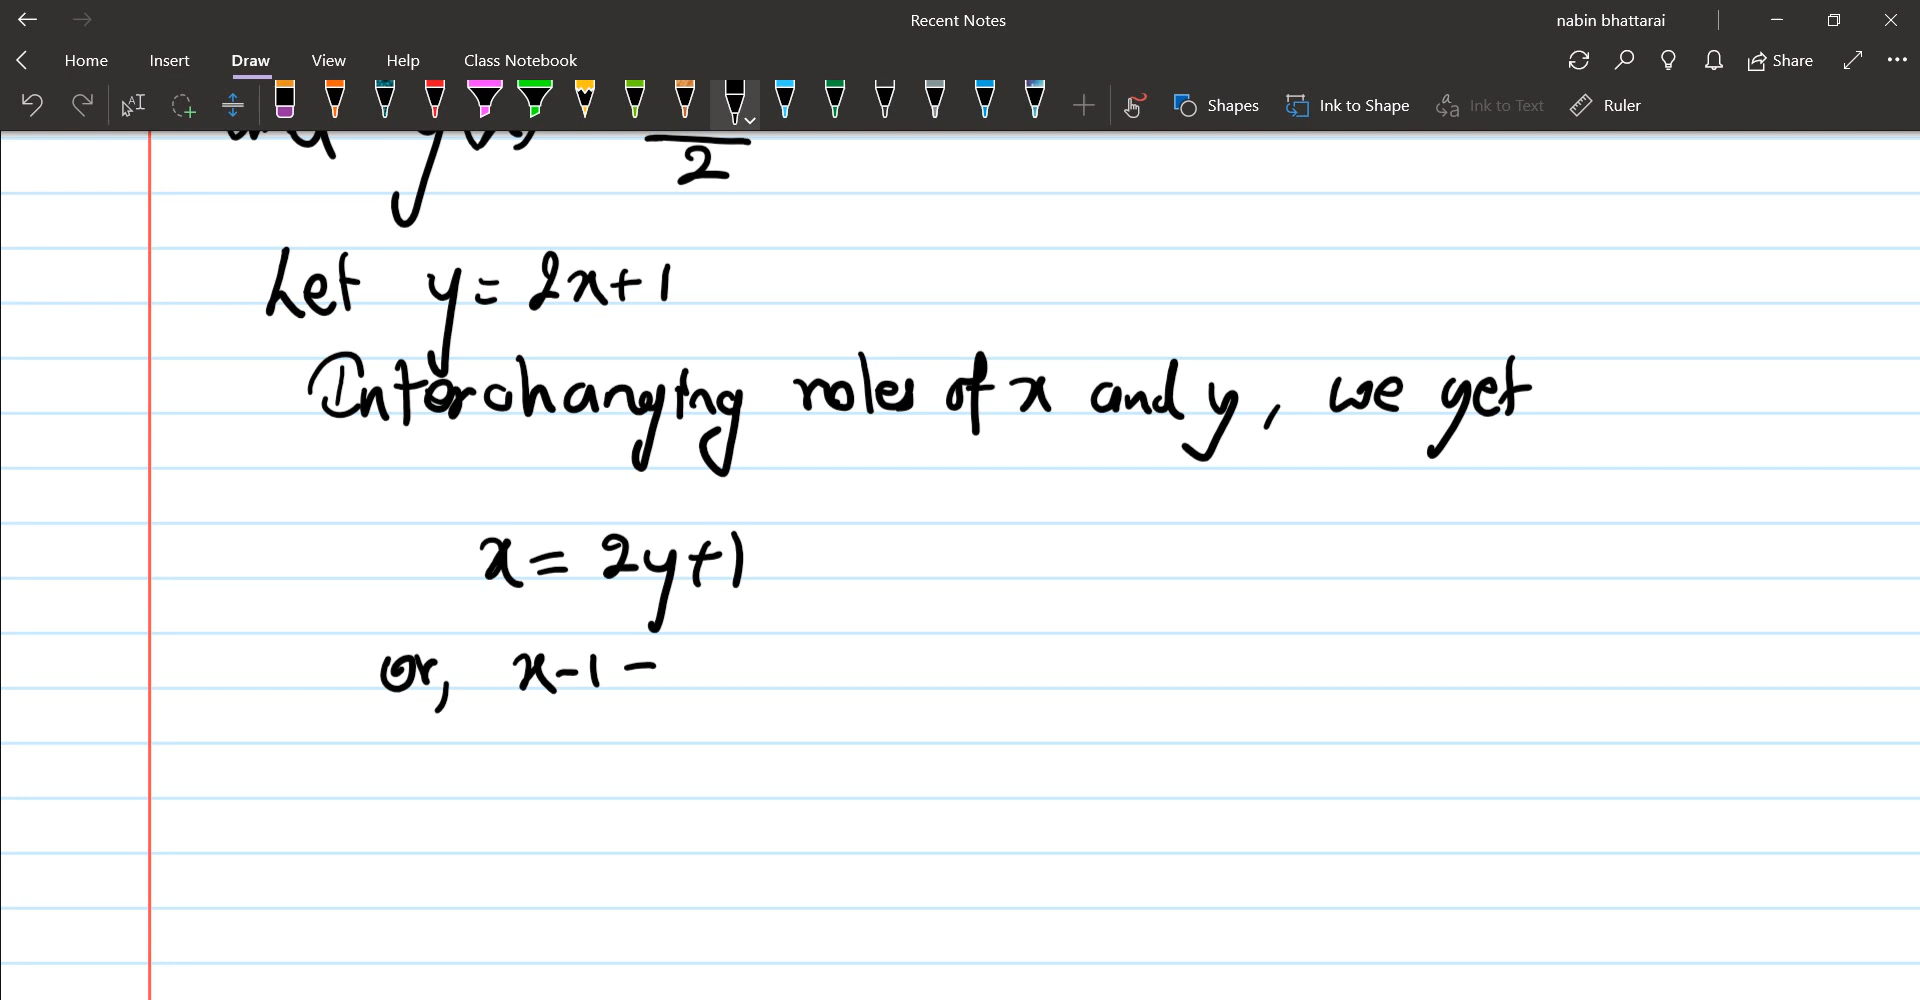 Recent Notes
nabin bhattarai
Home Insert Draw View Help Class Notebook
Share
Shapes Ink to Shape Ink to Text Ruler
2
Let y = 2x+1
Interchanging roles of x and y, we get
x = 2y+1
or, x-1 -